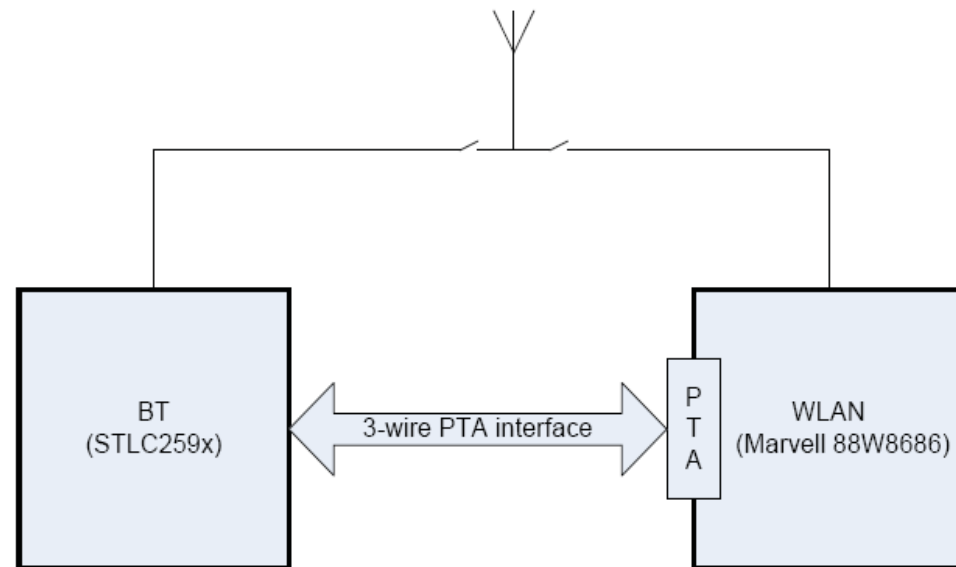 BT
(STLC259x)
3-wire PTA interface
P
T
A
WLAN
(Marvell 88W8686)